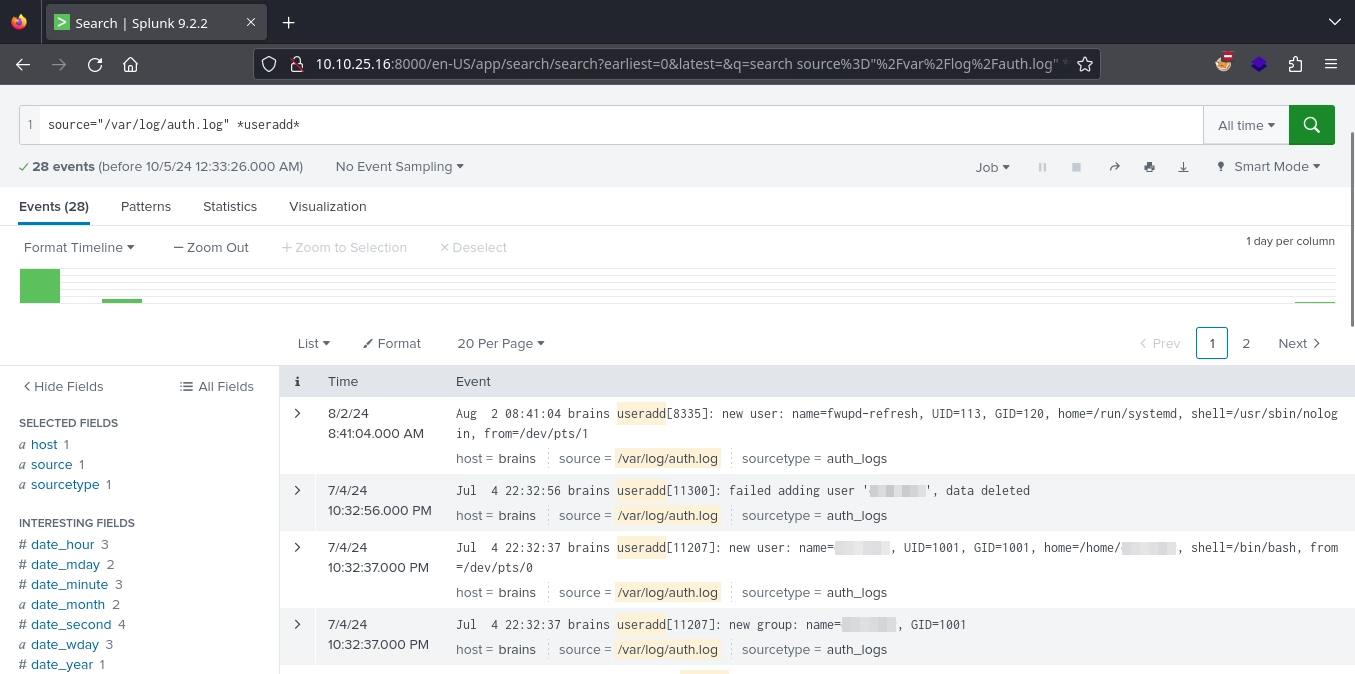 Search | Splunk 9.2.2
10.10.25.16:8000/en-US/app/search/search?earliest=0&latest=&q=search source%3D"%2Fvar%2Flog%2Fauth.log" *
1 source="/var/log/auth.log" *useradd* All time
28 events (before 10/5/24 12:33:26.000 AM) No Event Sampling Job Smart Mode
Events (28) Patterns Statistics Visualization
Format Timeline — Zoom Out + Zoom to Selection × Deselect 1 day per column
List Format 20 Per Page < Prev 1 2 Next >
< Hide Fields All Fields
SELECTED FIELDS
a host 1
a source 1
a sourcetype 1
INTERESTING FIELDS
# date_hour 3
# date_mday 2
# date_minute 3
a date_month 2
# date_second 4
a date_wday 3
# date_year 1
i Time Event
8/2/24 Aug 2 08:41:04 brains useradd[8335]: new user: name=fwupd-refresh, UID=113, GID=120, home=/run/systemd, shell=/usr/sbin/nolog
8:41:04.000 AM in, from=/dev/pts/1
host = brains source = /var/log/auth.log sourcetype = auth_logs
7/4/24 Jul 4 22:32:56 brains useradd[11300]: failed adding user '', data deleted
10:32:56.000 PM
host = brains source = /var/log/auth.log sourcetype = auth_logs
7/4/24 Jul 4 22:32:37 brains useradd[11207]: new user: name=, UID=1001, GID=1001, home=/home/, shell=/bin/bash, from
10:32:37.000 PM =/dev/pts/0
host = brains source = /var/log/auth.log sourcetype = auth_logs
7/4/24 Jul 4 22:32:37 brains useradd[11207]: new group: name=, GID=1001
10:32:37.000 PM
host = brains source = /var/log/auth.log sourcetype = auth_logs